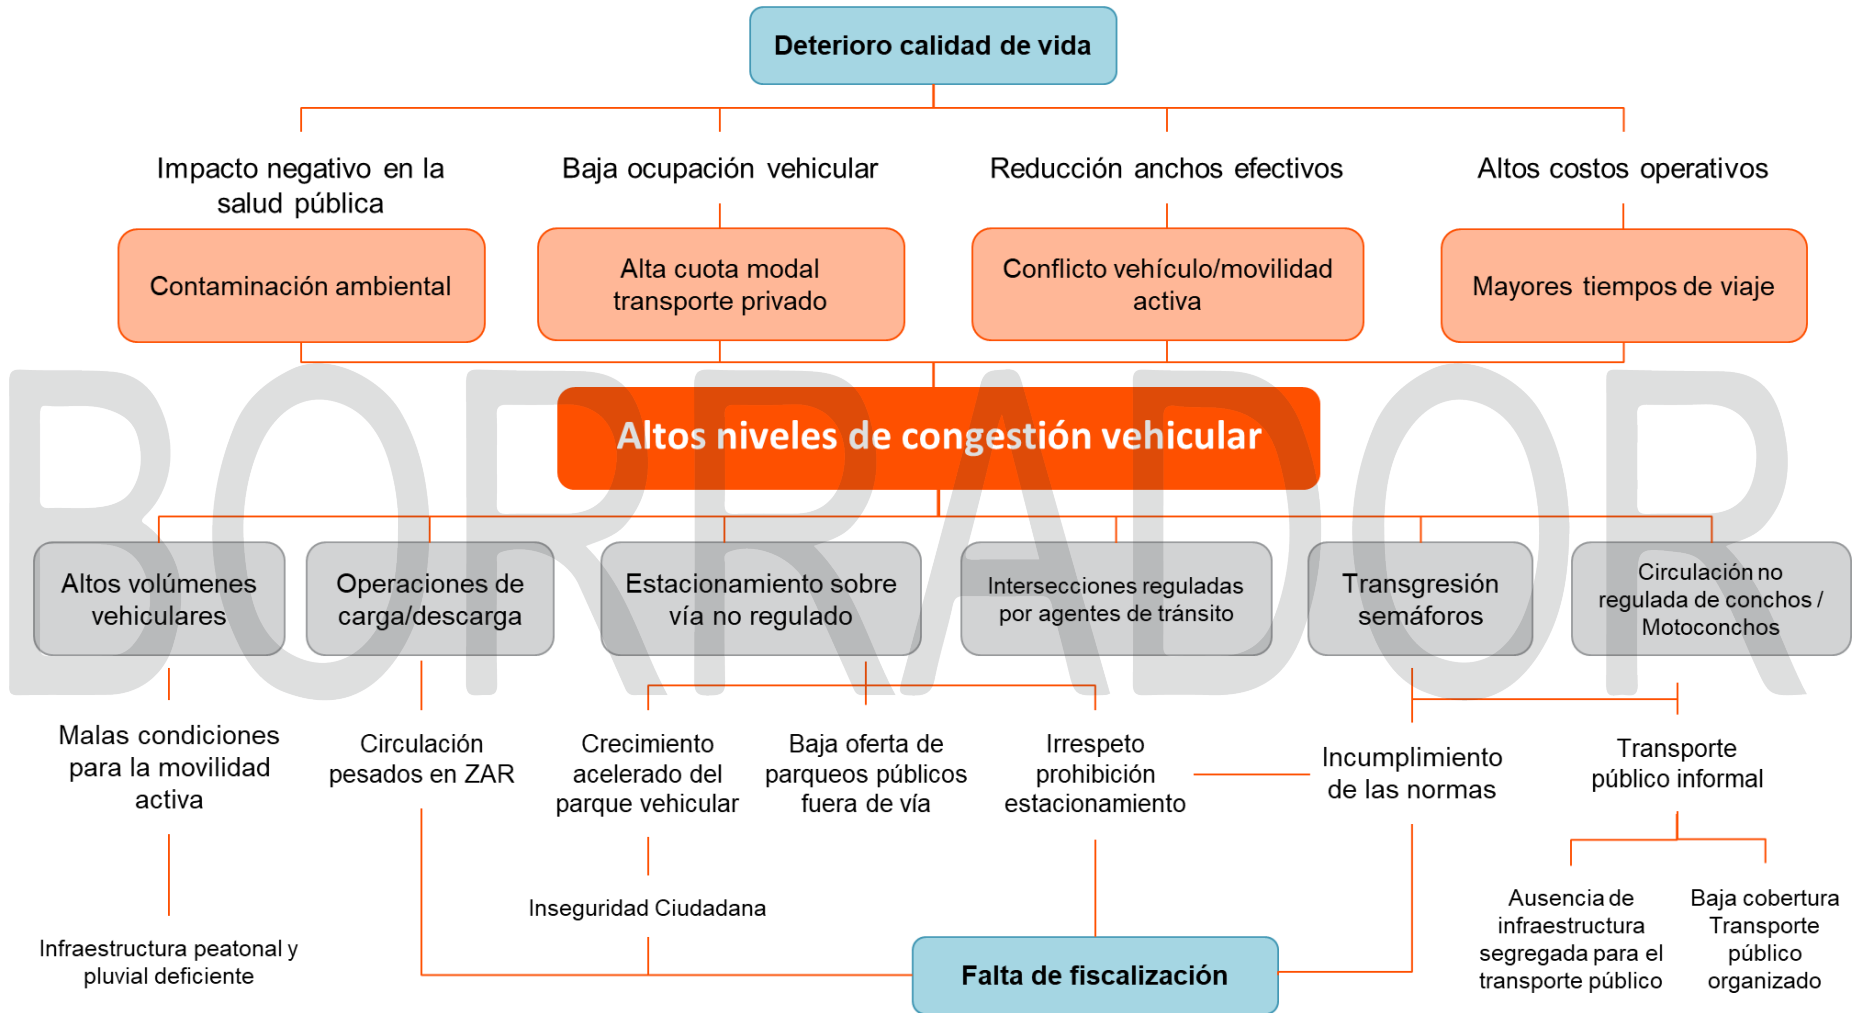 Deterioro calidad de vida
Impacto negativo en la
salud pública
Baja ocupación vehicular
Reducción anchos efectivos
Altos costos operativos
Contaminación ambiental
Alta cuota modal
transporte privado
Conflicto vehículo/movilidad
activa
Mayores tiempos de viaje
BORRADOR
Altos niveles de congestión vehicular
Altos volúmenes
vehiculares
Operaciones de
carga/descarga
Estacionamiento sobre
vía no regulado
Intersecciones reguladas
por agentes de tránsito
Transgresión
semáforos
Circulación no
regulada de conchos /
Motoconchos
Malas condiciones
para la movilidad
activa
Circulación
pesados en ZAR
Crecimiento
acelerado del
parque vehicular
Baja oferta de
parqueos públicos
fuera de vía
Irrespeto
prohibición
estacionamiento
Incumplimiento
de las normas
Transporte
público informal
Infraestructura peatonal y
pluvial deficiente
Inseguridad Ciudadana
Falta de fiscalización
Ausencia de
infraestructura
segregada para el
transporte público
Baja cobertura
Transporte
público
organizado